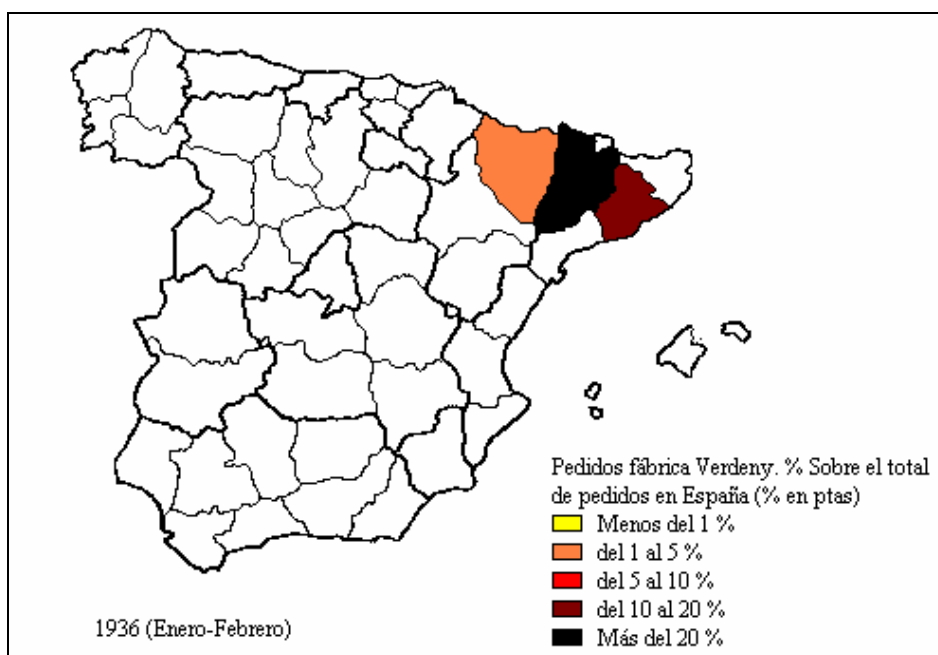 Pedidos fábrica Verdeny. % Sobre el total
de pedidos en España (% en ptas)
Menos del 1 %
del 1 al 5 %
del 5 al 10 %
del 10 al 20 %
Más del 20 %
1936 (Enero-Febrero)